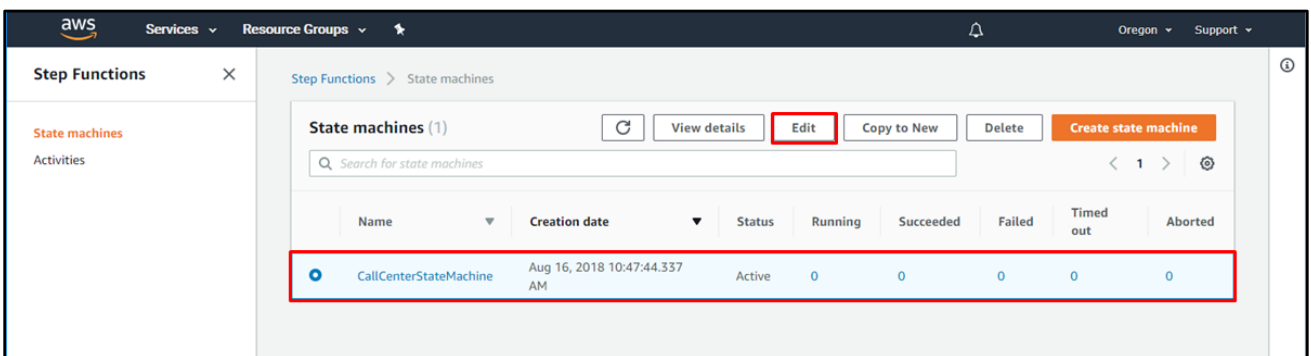 aws Services Resource Groups Oregon Support
Step Functions
State machines
Activities
Step Functions > State machines
State machines (1) View details Edit Copy to New Delete Create state machine
Search for state machines < 1 >
Name Creation date Status Running Succeeded Failed Timed out Aborted
CallCenterStateMachine Aug 16, 2018 10:47:44.337 AM Active 0 0 0 0 0